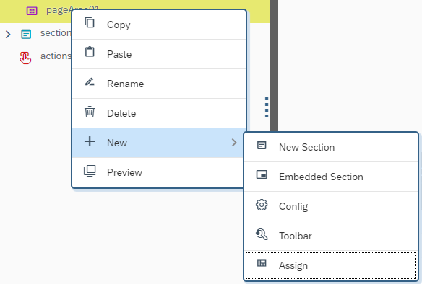 section
actions
Copy
Paste
Rename
Delete
New
Preview
New Section
Embedded Section
Config
Toolbar
Assign